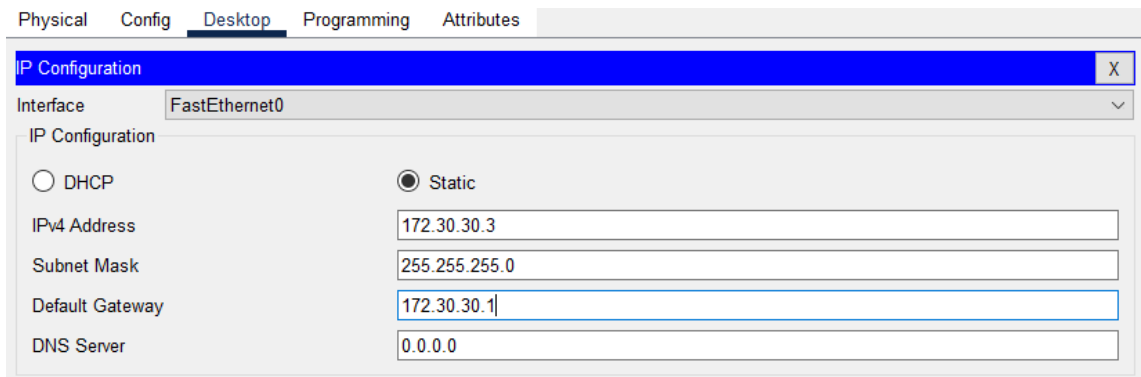 Physical Config Desktop Programming Attributes
IP Configuration X
Interface FastEthernet0
IP Configuration
DHCP Static
IPv4 Address 172.30.30.3
Subnet Mask 255.255.255.0
Default Gateway 172.30.30.1
DNS Server 0.0.0.0